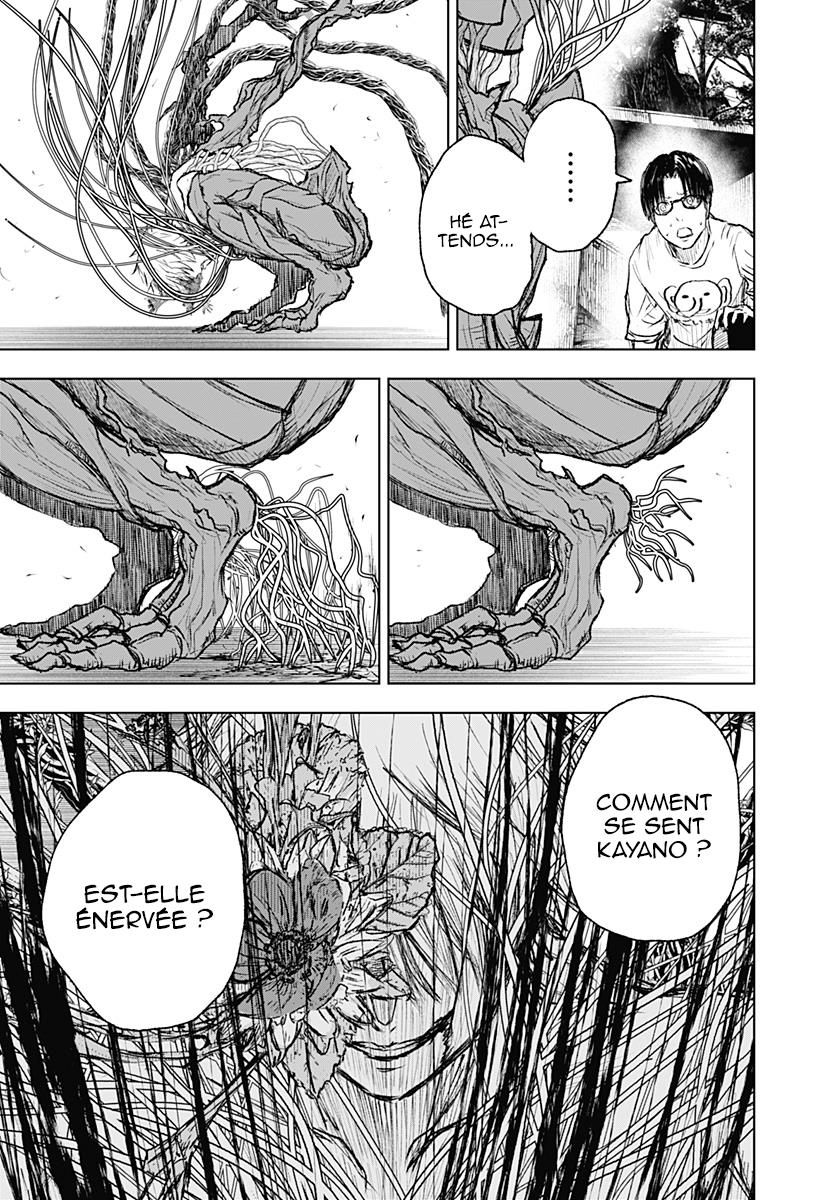 ......
HÉ AT-
TENDS...
COMMENT
SE SENT
KAYANO ?
EST-ELLE
ÉNERVÉE ?